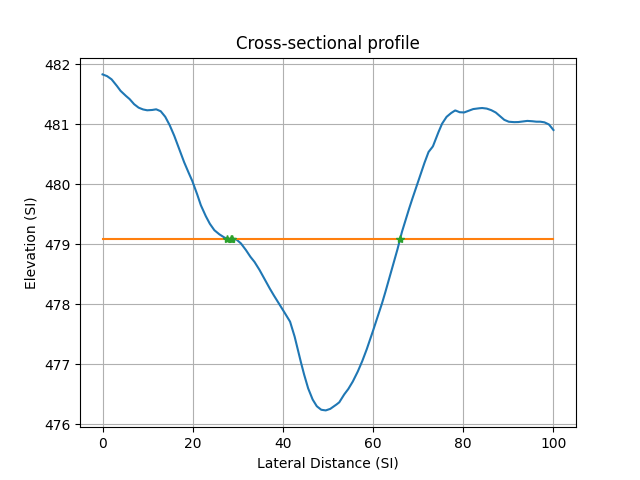 Cross-sectional profile
482
481
480
479
478
477
476
Elevation (SI)
0 20 40 60 80 100
Lateral Distance (SI)